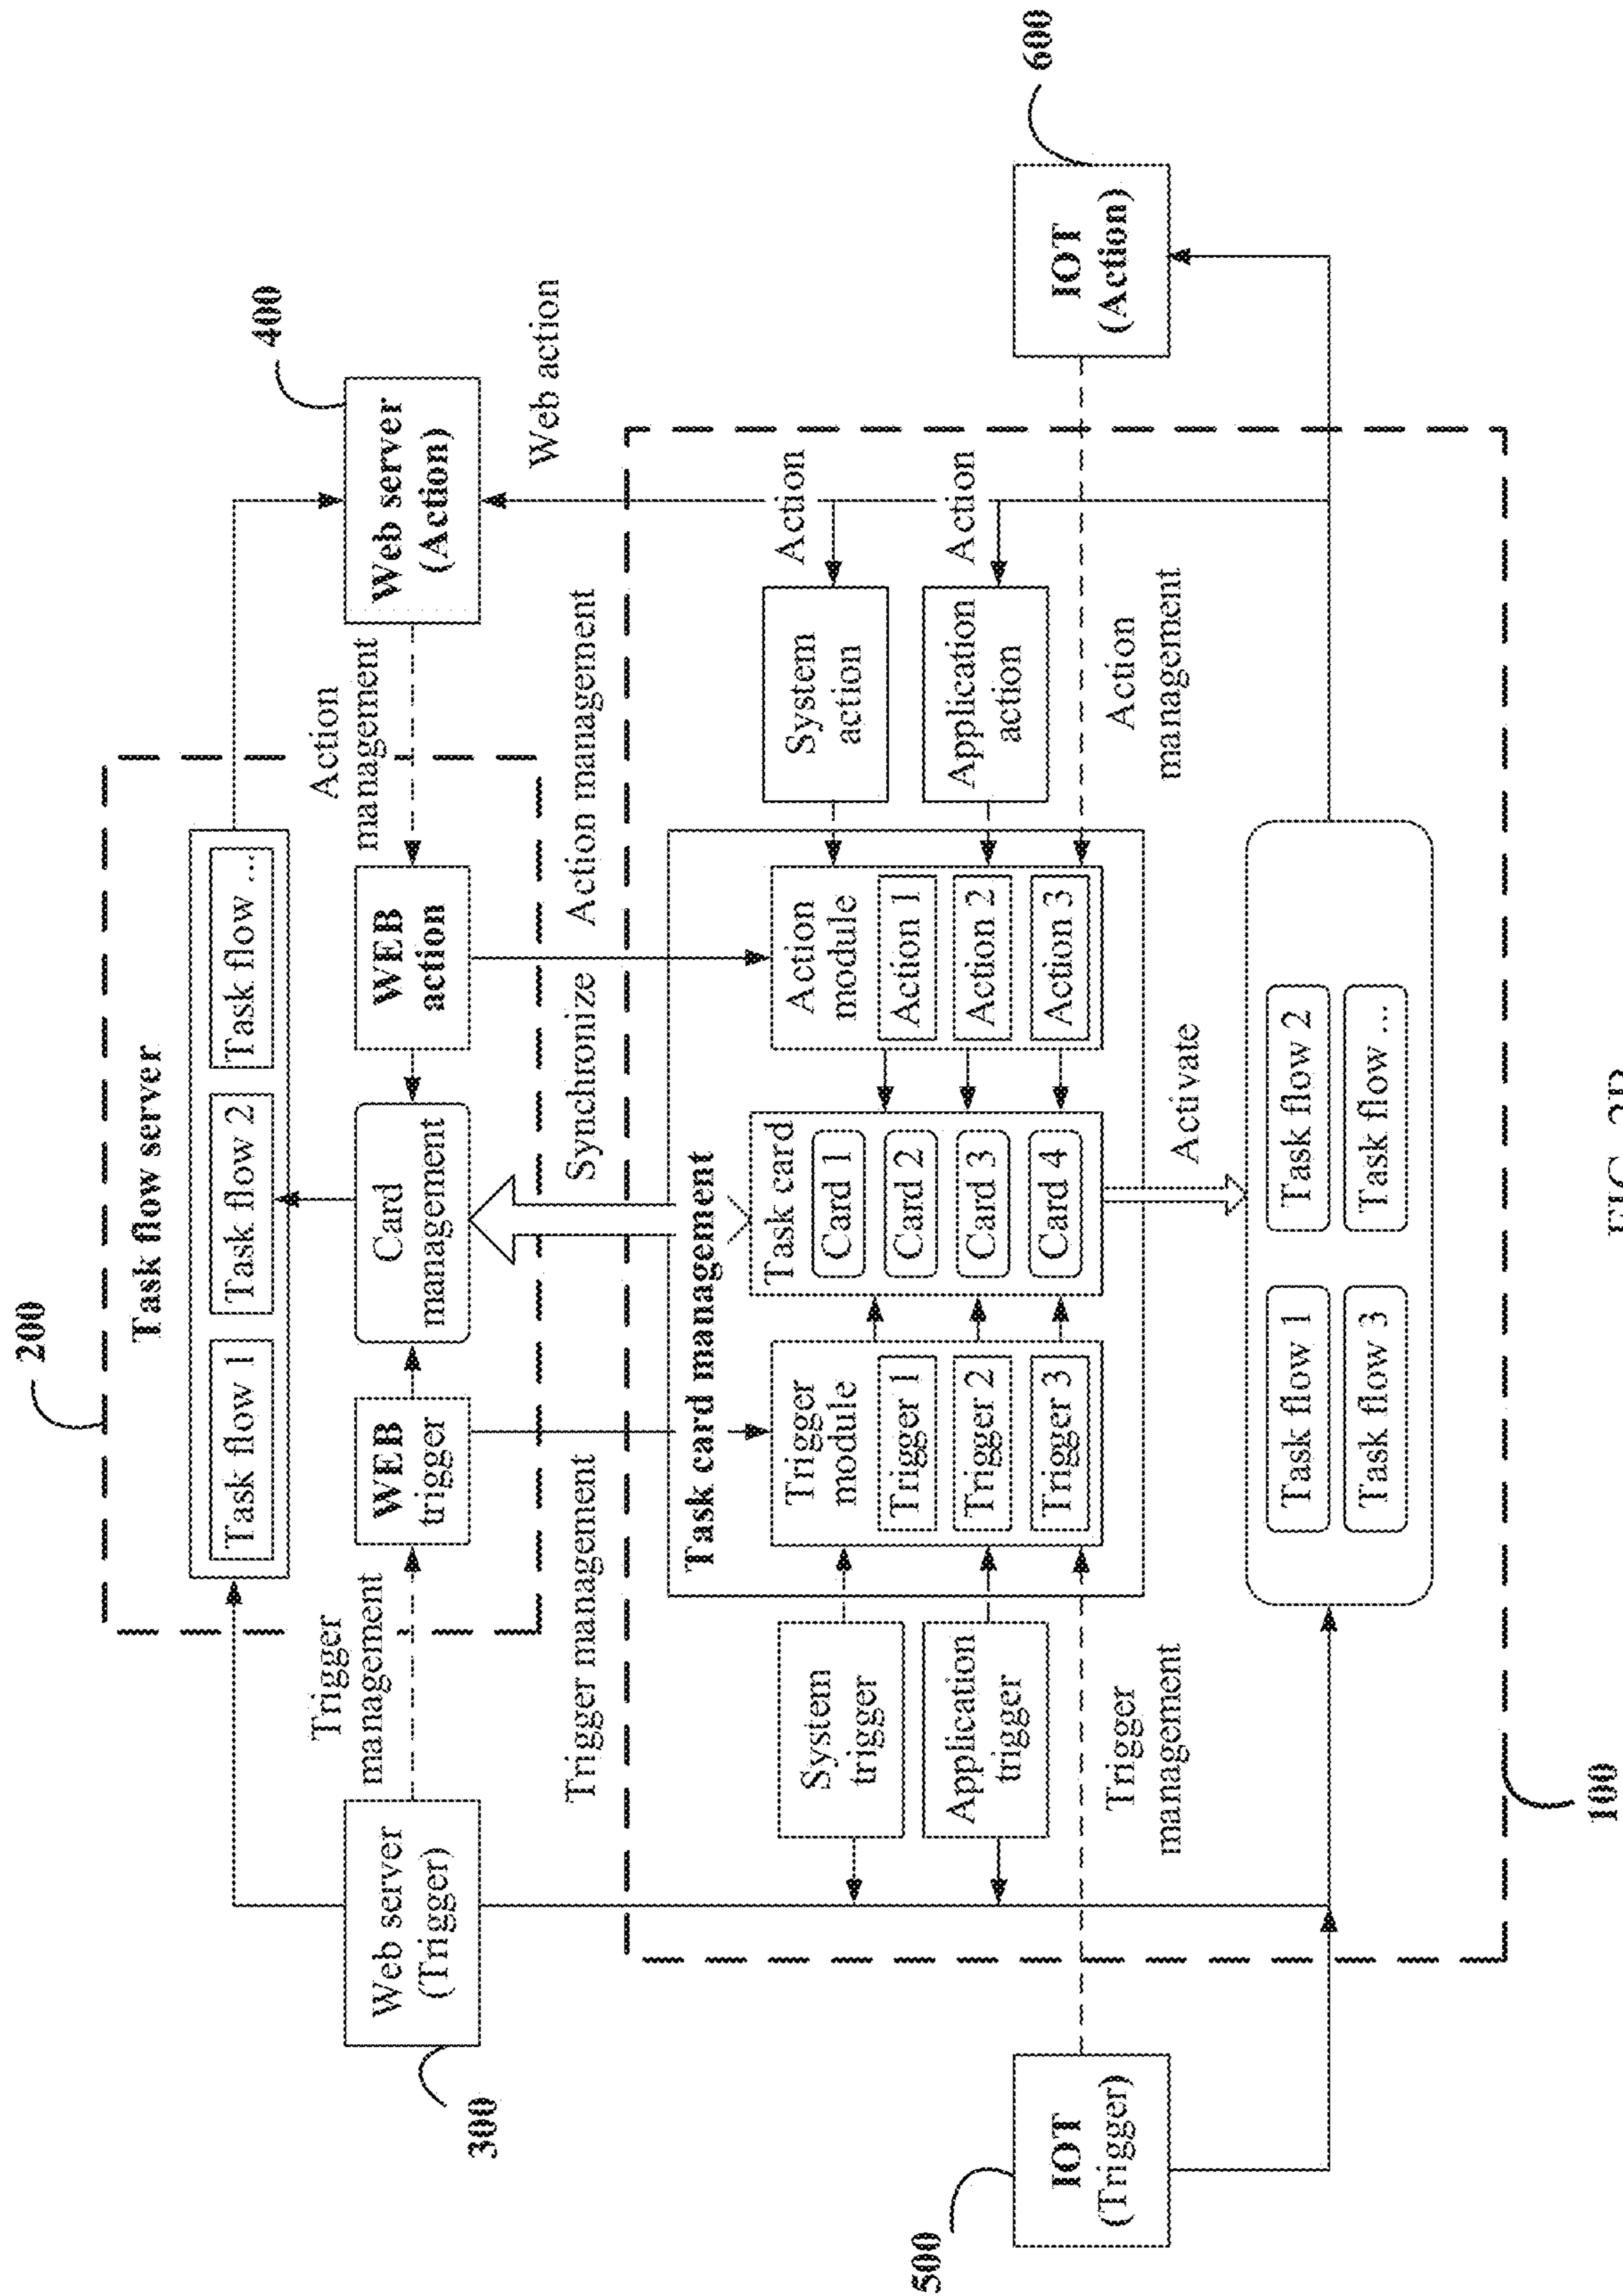 200
Task flow server
Task flow 1
Task flow 2
Task flow ...
300
Web server
(Trigger)
Trigger
management
WEB
trigger
Card
management
WEB
action
Action
management
Web server
(Action)
400
Trigger management
Synchronize
Action management
Web action
Task card management
System
trigger
Application
trigger
Trigger
management
Trigger
module
Trigger 1
Trigger 2
Trigger 3
Task card
Card 1
Card 2
Card 3
Card 4
Action
module
Action 1
Action 2
Action 3
System
action
Application
action
Action
Action
Action
management
500
IOT
(Trigger)
IOT
(Action)
600
Activate
Task flow 1
Task flow 2
Task flow 3
Task flow ...
100